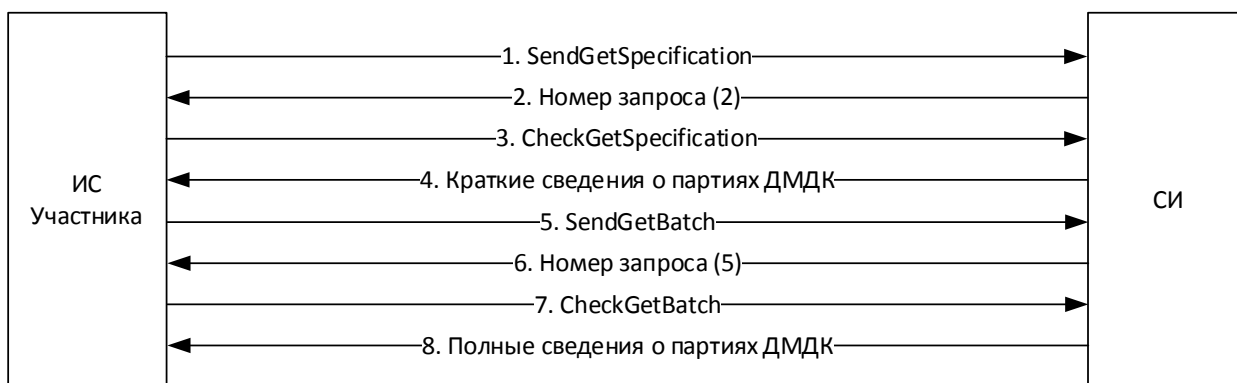 1. SendGetSpecification
2. Номер запроса (2)
3. CheckGetSpecification
4. Краткие сведения о партиях ДМДК
ИС
Участника
СИ
5. SendGetBatch
6. Номер запроса (5)
7. CheckGetBatch
8. Полные сведения о партиях ДМДК